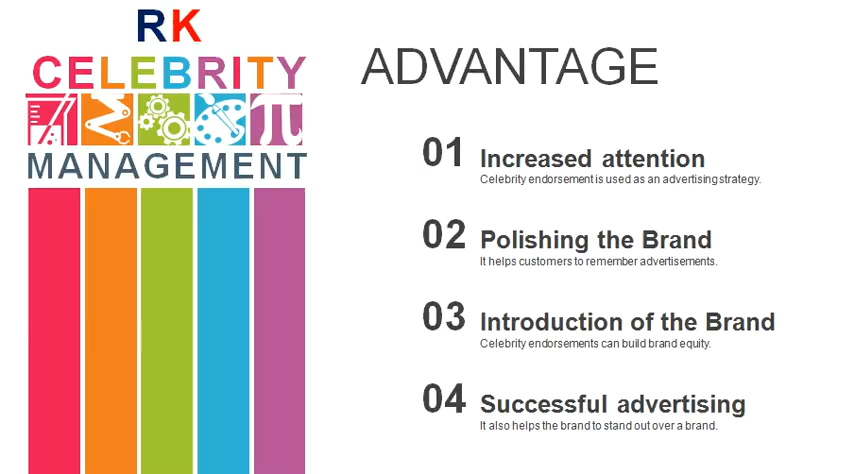 RK
CELEBRITY
π
MANAGEMENT
ADVANTAGE
01 Increased attention
Celebrity endorsement is used as an advertising strategy.
02 Polishing the Brand
It helps customers to remember advertisements.
03 Introduction of the Brand
Celebrity endorsements can build brand equity.
04 Successful advertising
It also helps the brand to stand out over a brand.